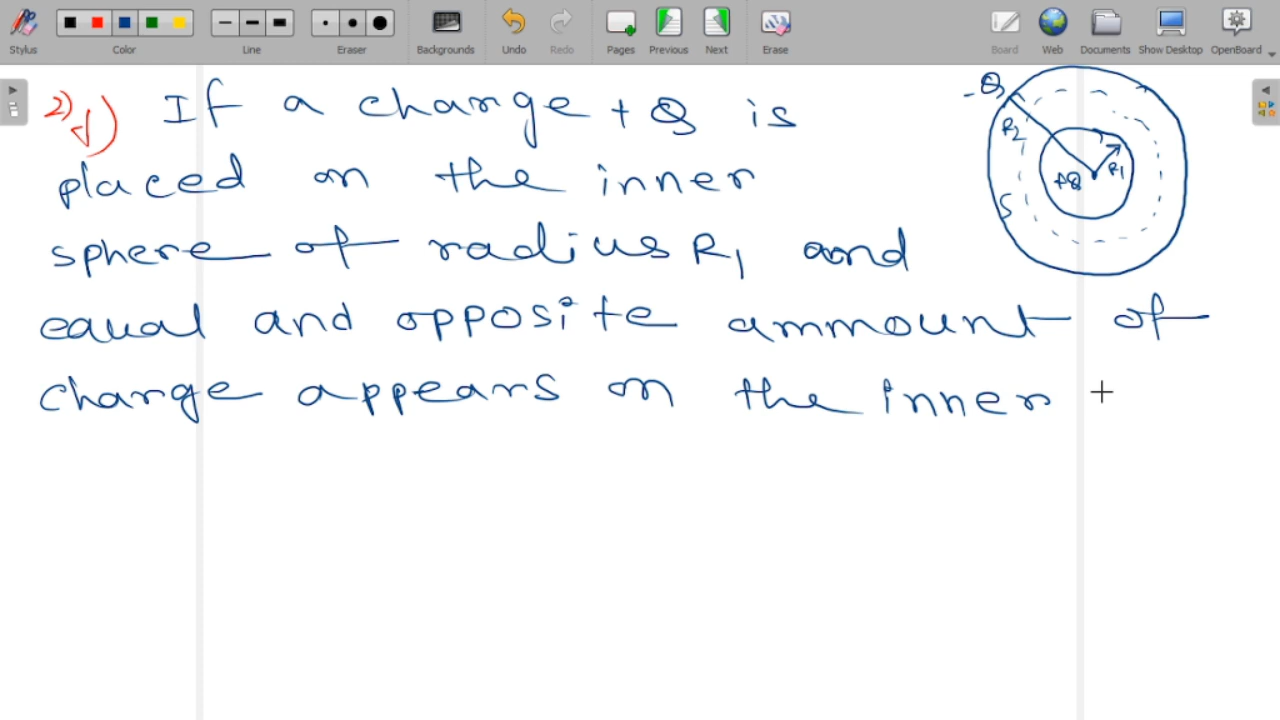 Stylus
Color
Line
Eraser
Backgrounds
Undo
Redo
Pages
Previous
Next
Erase
Board
Web
Documents
Show Desktop
OpenBoard
2) 1) If a charge + Q is
placed on the inner
sphere of radius R1 and
equal and opposite ammount of
charge appears on the inner
-Q
R2
+Q
R1
S